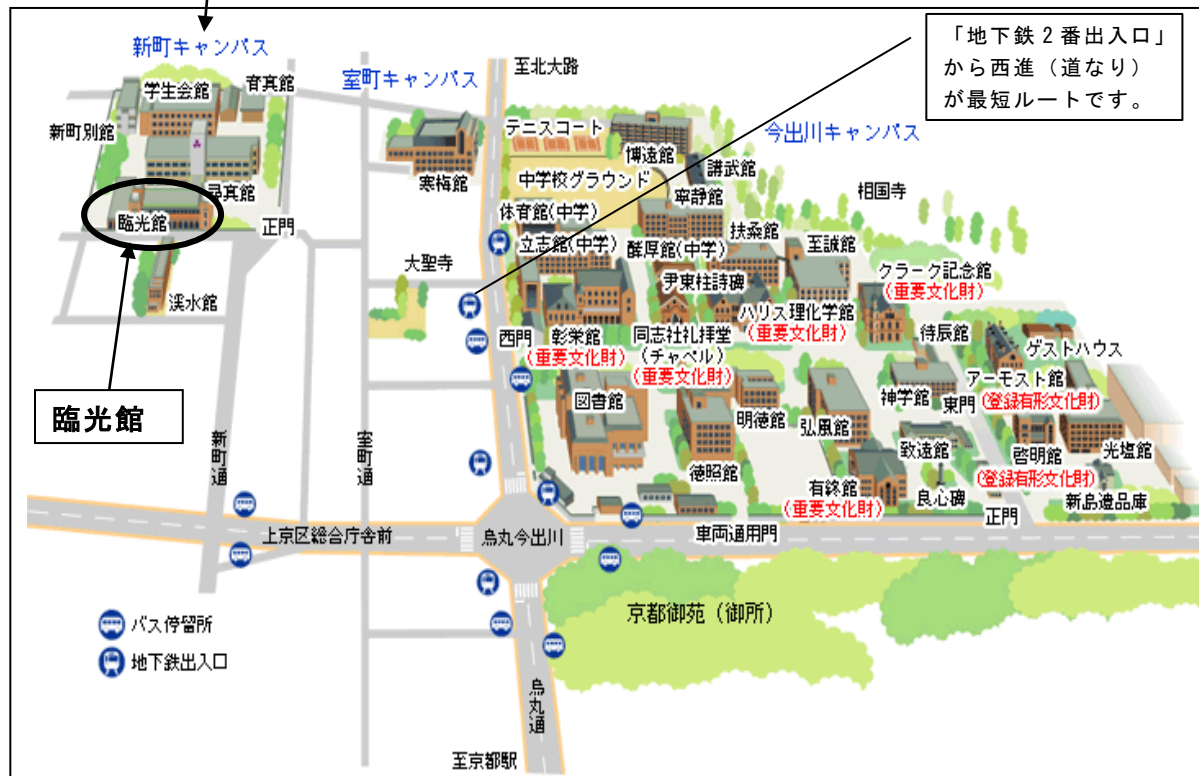 新町キャンパス
室町キャンパス
至北大路
「地下鉄2番出入口」
から西進（道なり）
が最短ルートです。
学生会館
育真館
新町別館
尋真館
臨光館
正門
渓水館
臨光館
寒梅館
大聖寺
テニスコート
博遠館
今出川キャンパス
講武館
中学校グラウンド
寧静館
相国寺
体育館(中学)
扶桑館
立志館(中学)
酵厚館(中学)
至誠館
尹東柱詩碑
クラーク記念館
(重要文化財)
ハリス理化学館
(重要文化財)
西門
彰栄館
(重要文化財)
同志社礼拝堂
(チャペル)
(重要文化財)
待辰館
ゲストハウス
アーモスト館
(登録有形文化財)
図書館
明徳館
神学館
東門
弘風館
徳照館
致遠館
啓明館
(登録有形文化財)
光塩館
有終館
(重要文化財)
良心碑
正門
新島遺品庫
新町通
室町通
上京区総合庁舎前
烏丸今出川
車両通用門
京都御苑（御所）
バス停留所
地下鉄出入口
烏丸通
至京都駅